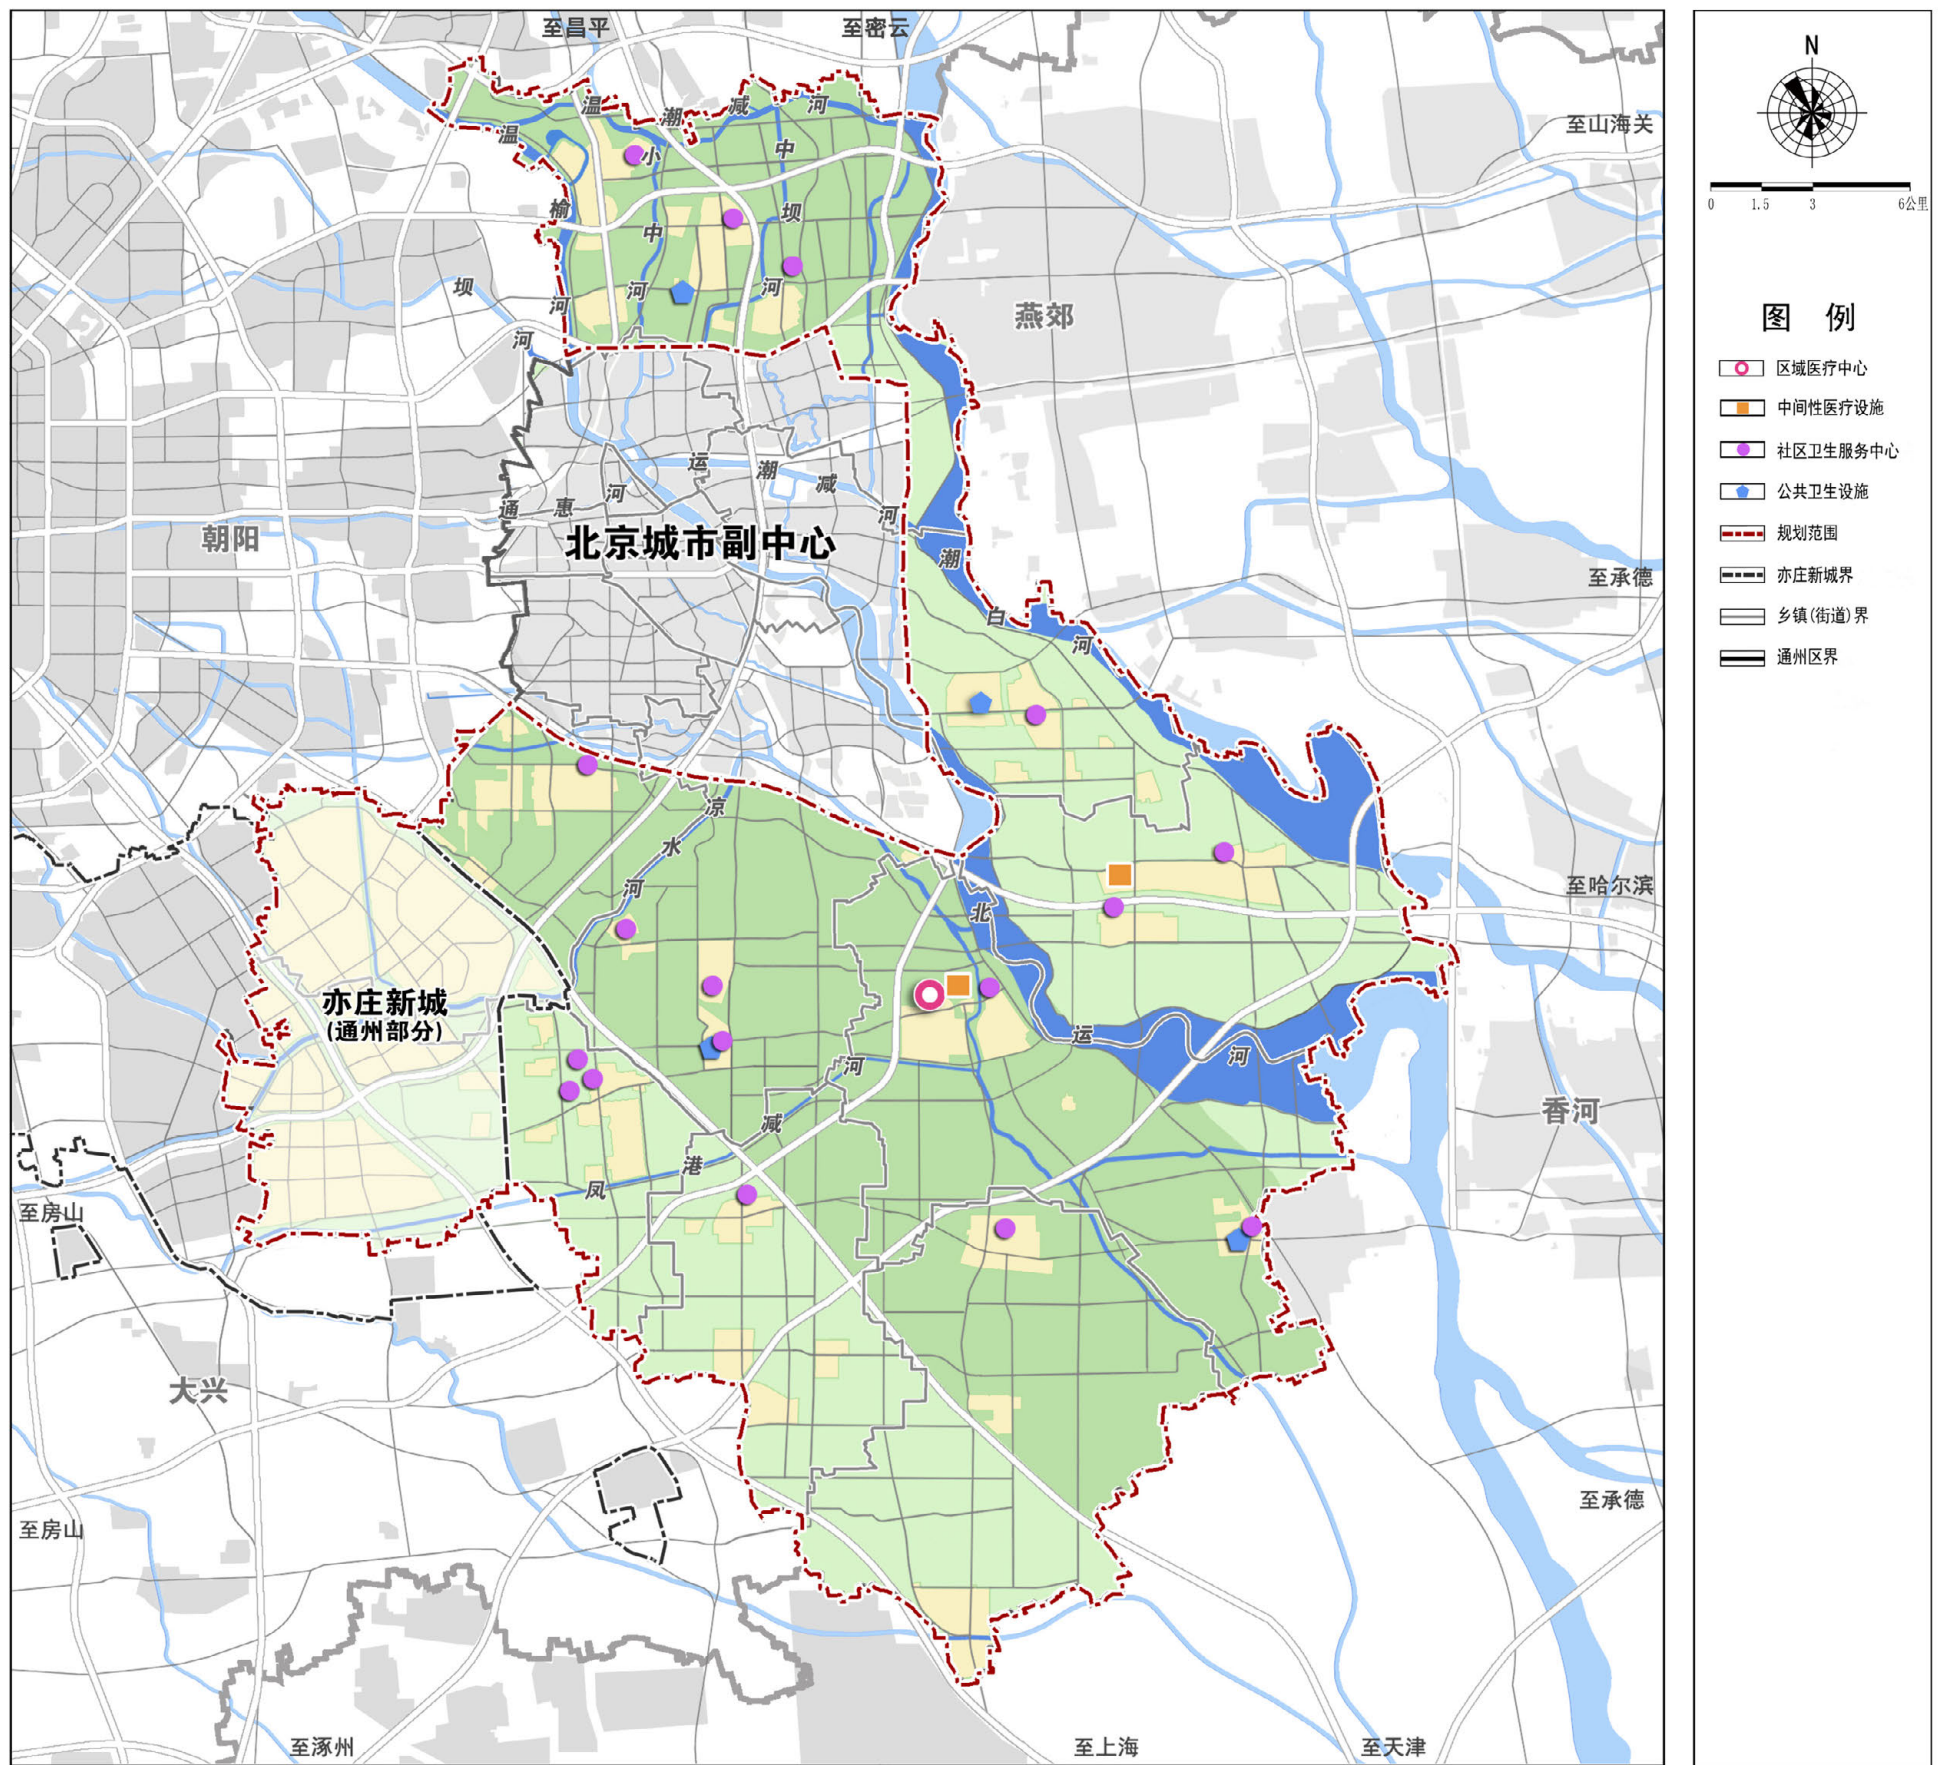 至昌平
至密云
至山海关
温
潮
减
河
温
小
中
榆
坝
中
河
河
河
坝
河
燕郊
运
潮
减
河
通
惠
河
北京城市副中心
朝阳
潮
白
河
至承德
凉
水
河
至哈尔滨
北
运
河
亦庄新城
(通州部分)
河
减
港
凤
香河
至房山
大兴
至承德
至房山
至涿州
至上海
至天津
N
0 1.5 3 6公里
图 例
区域医疗中心
中间性医疗设施
社区卫生服务中心
公共卫生设施
规划范围
亦庄新城界
乡镇(街道)界
通州区界